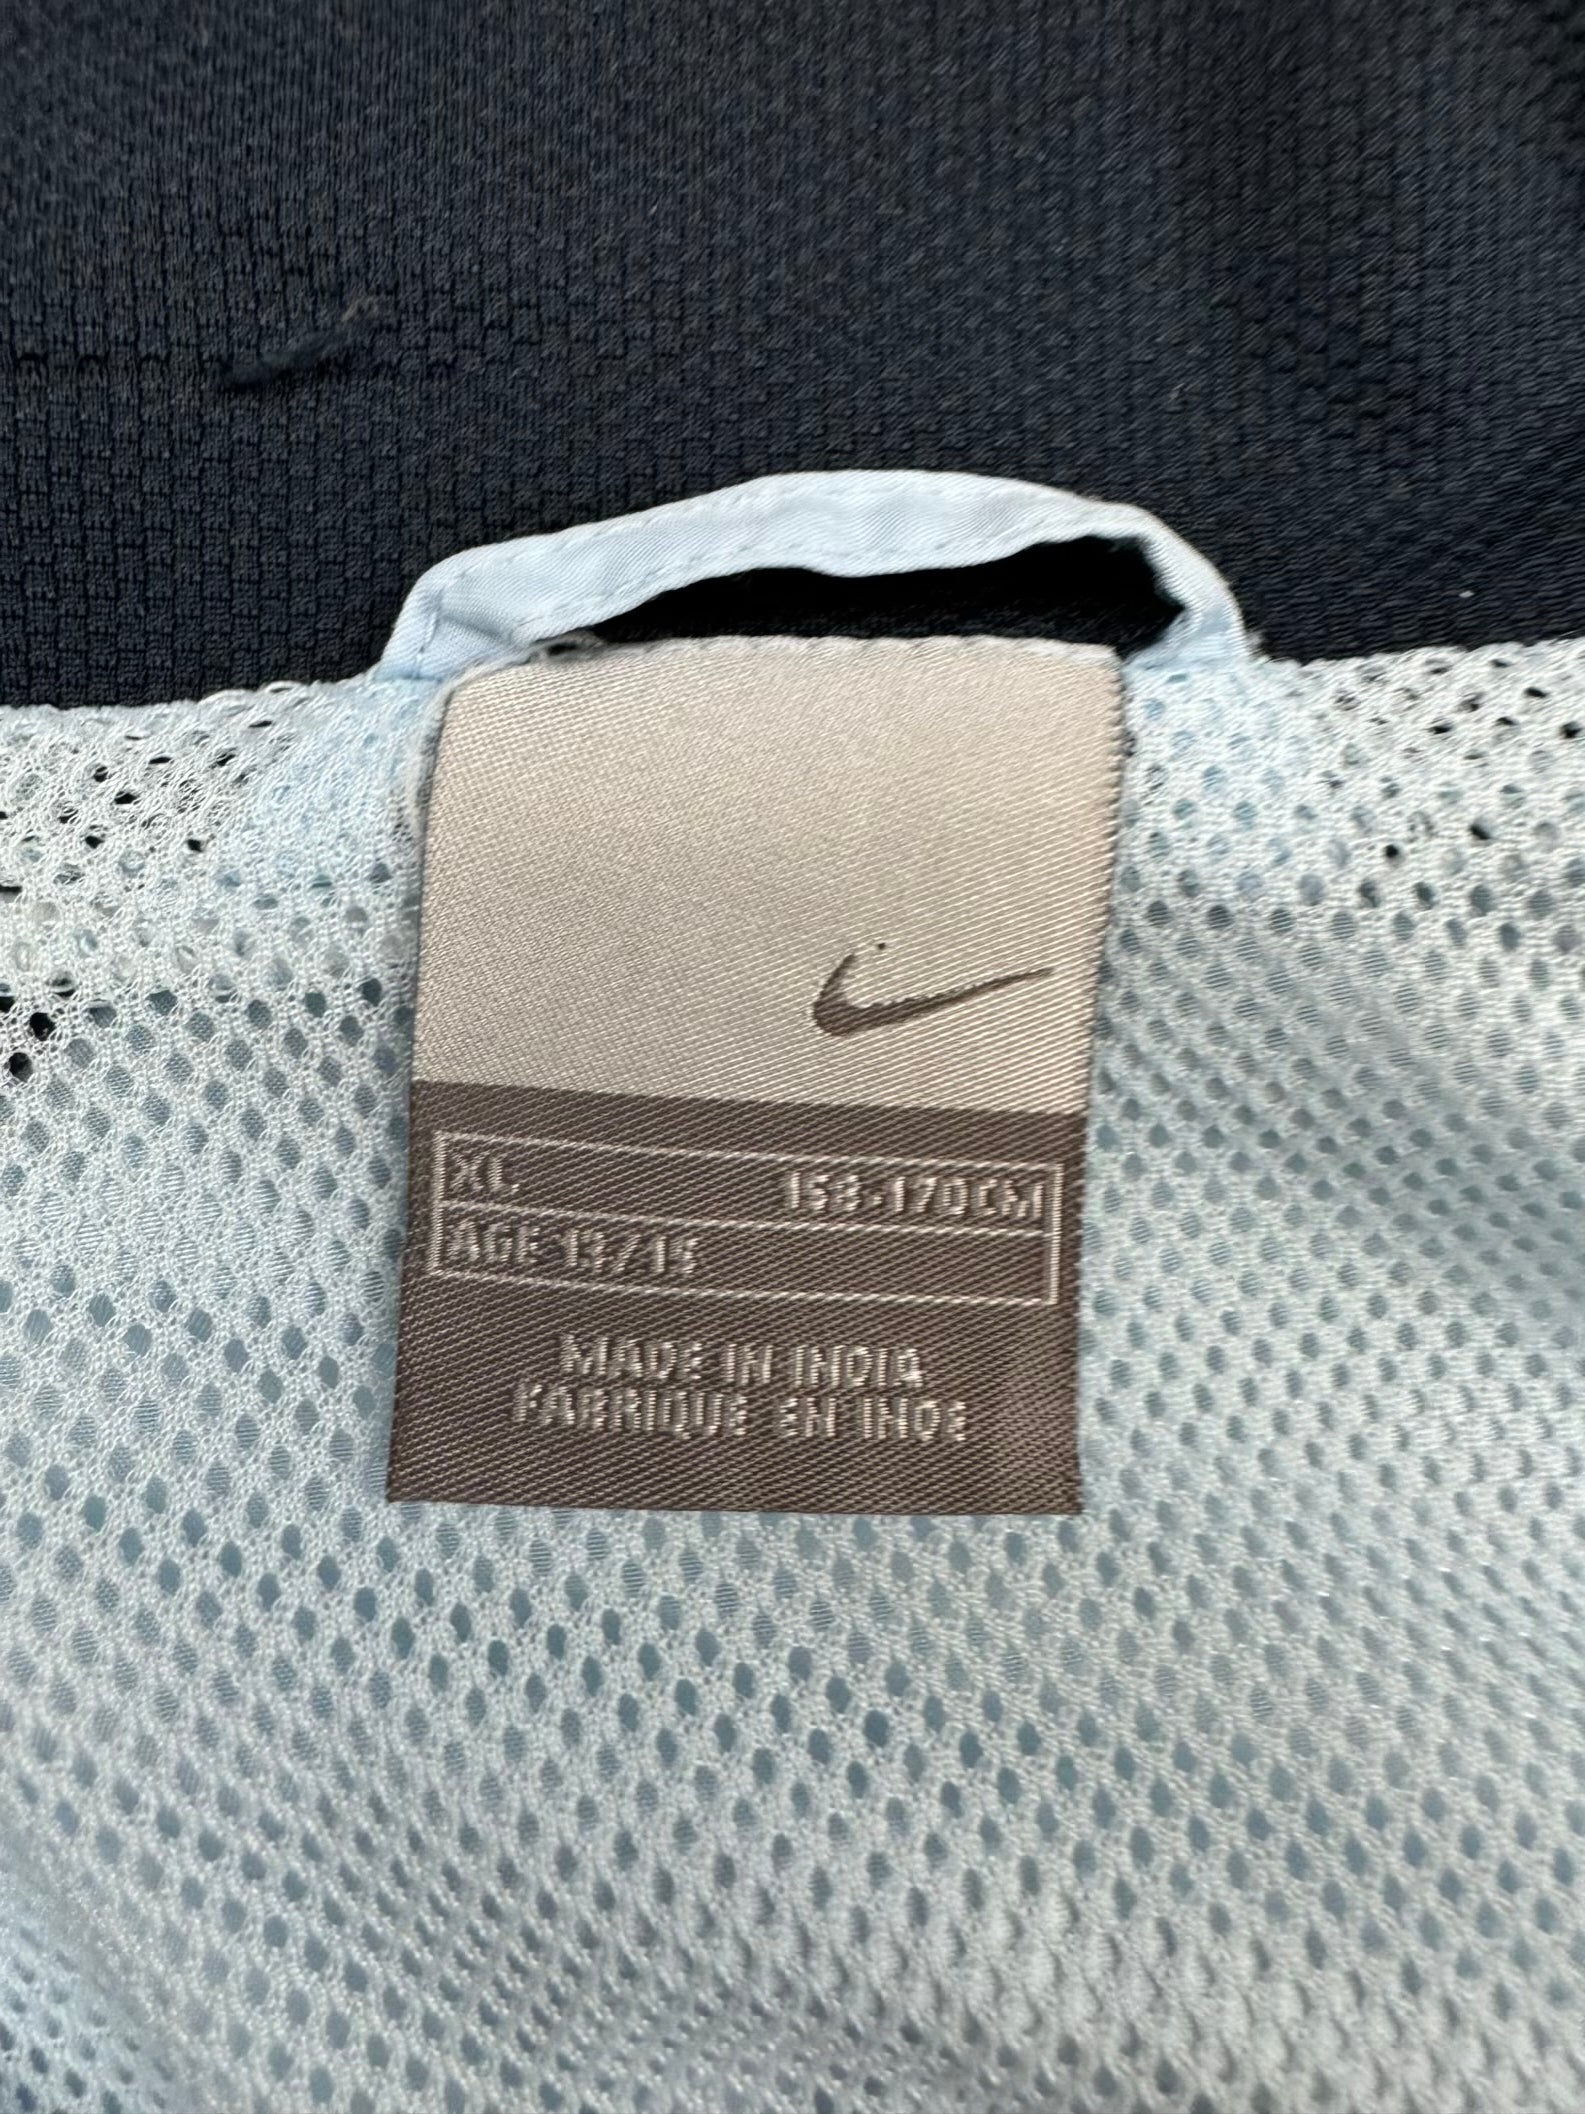 XL 158-170CM
AGE 13/15
MADE IN INDIA
FABRIQUE EN INDE